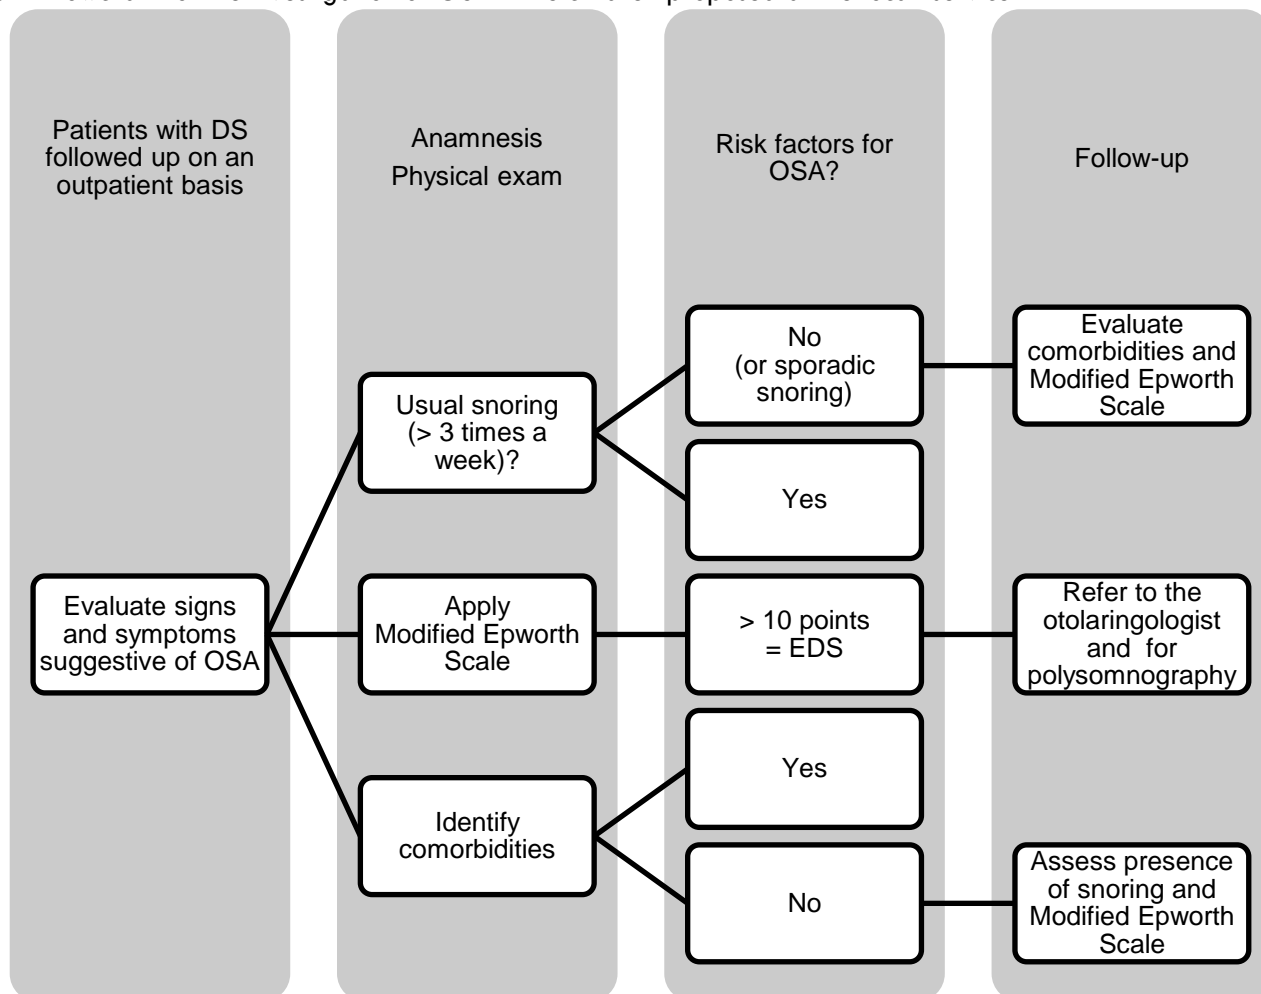 Patients with DS
followed up on an
outpatient basis
Anamnesis
Physical exam
Risk factors for
OSA?
Follow-up
Evaluate signs
and symptoms
suggestive of OSA
Usual snoring
(> 3 times a
week)?
Apply
Modified Epworth
Scale
Identify
comorbidities
No
(or sporadic
snoring)
Yes
> 10 points
= EDS
Yes
No
Evaluate
comorbidities and
Modified Epworth
Scale
Refer to the
otolaringologist
and for
polysomnography
Assess presence
of snoring and
Modified Epworth
Scale